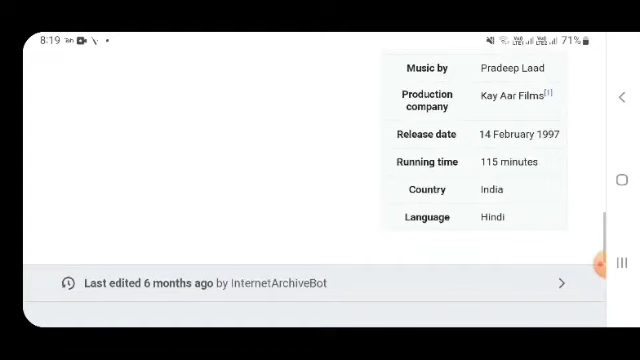 8:19 71%
Music by Pradeep Laad
Production company Kay Aar Films[1]
Release date 14 February 1997
Running time 115 minutes
Country India
Language Hindi
Last edited 6 months ago by InternetArchiveBot